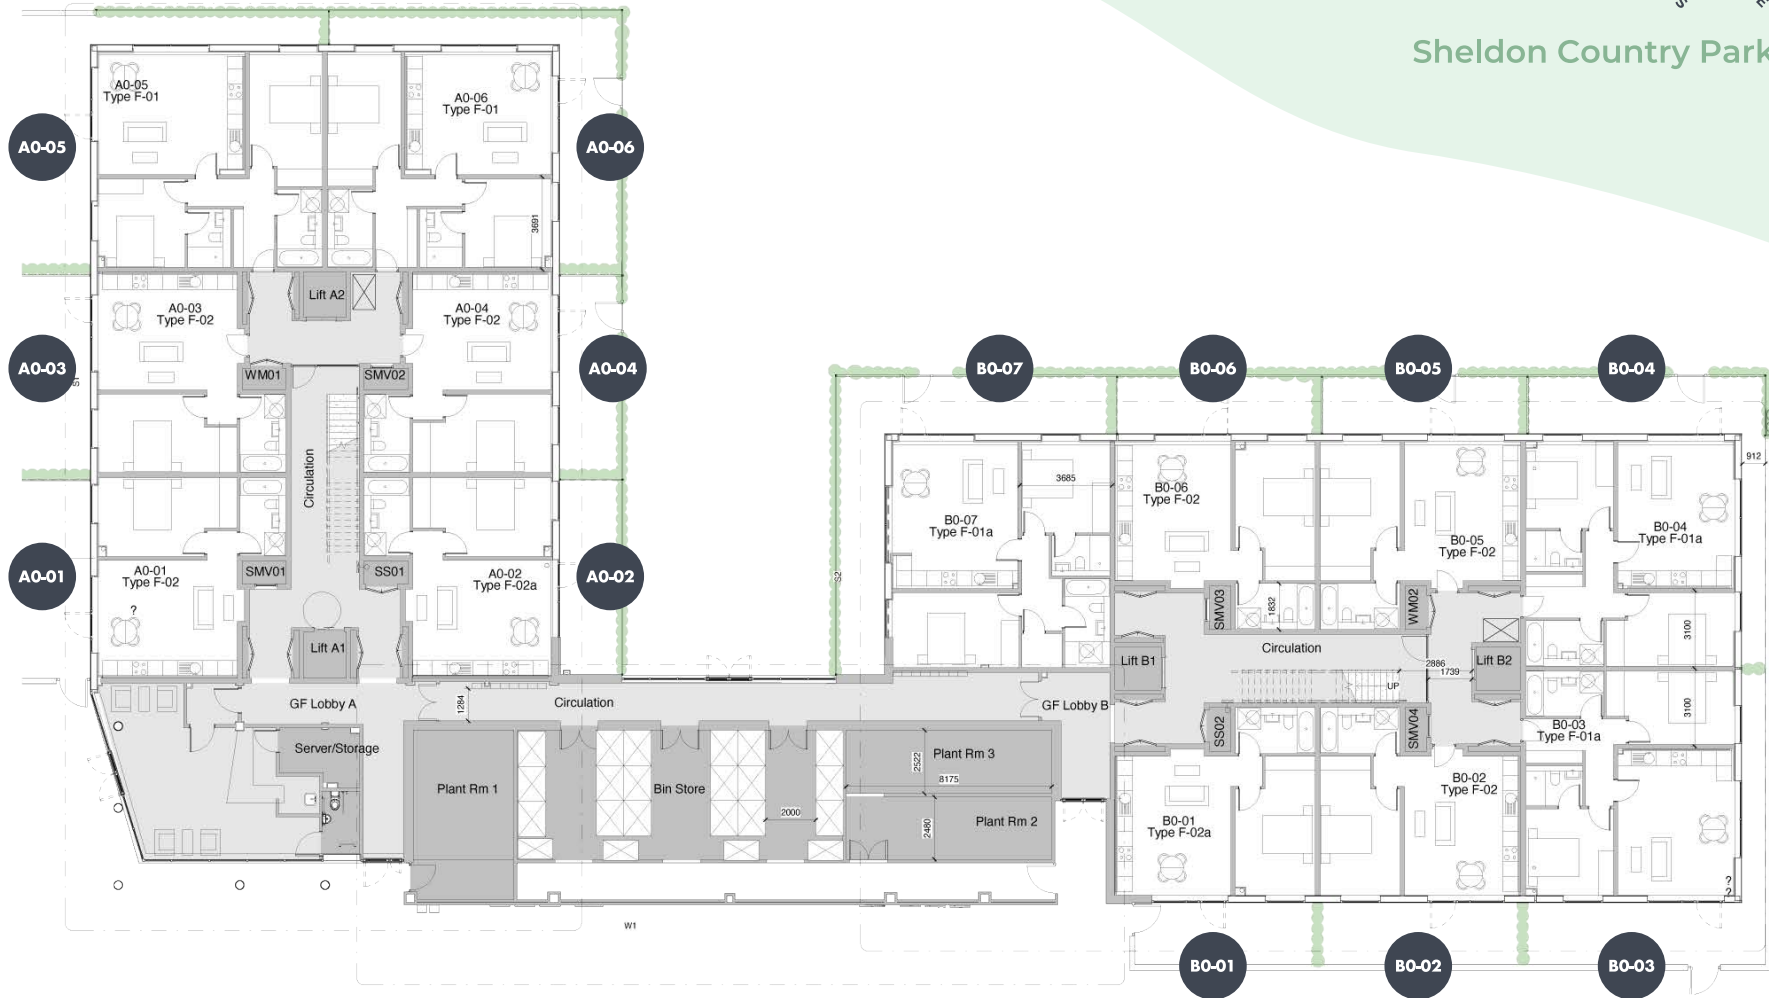 Sheldon Country Park
A0-05
A0-05
Type F-01
A0-06
Type F-01
A0-06
3691
A0-03
S1
A0-03
Type F-02
Lift A2
A0-04
Type F-02
A0-04
WM01
SMV02
Circulation
A0-01
A0-01
Type F-02
?
SMV01
SS01
A0-02
Type F-02a
A0-02
Lift A1
GF Lobby A
1284
Circulation
GF Lobby B
Server/Storage
Plant Rm 1
Bin Store
2000
Plant Rm 3
2522
8175
Plant Rm 2
2480
W1
S2
B0-07
B0-06
B0-05
B0-04
912
B0-07
Type F-01a
3685
B0-06
Type F-02
B0-05
Type F-02
B0-04
Type F-01a
SMV03
1832
WM02
3100
Lift B1
Circulation
2886
1739
Lift B2
UP
3100
SS02
SMV04
B0-03
Type F-01a
B0-01
Type F-02a
B0-02
Type F-02
?
?
B0-01
B0-02
B0-03